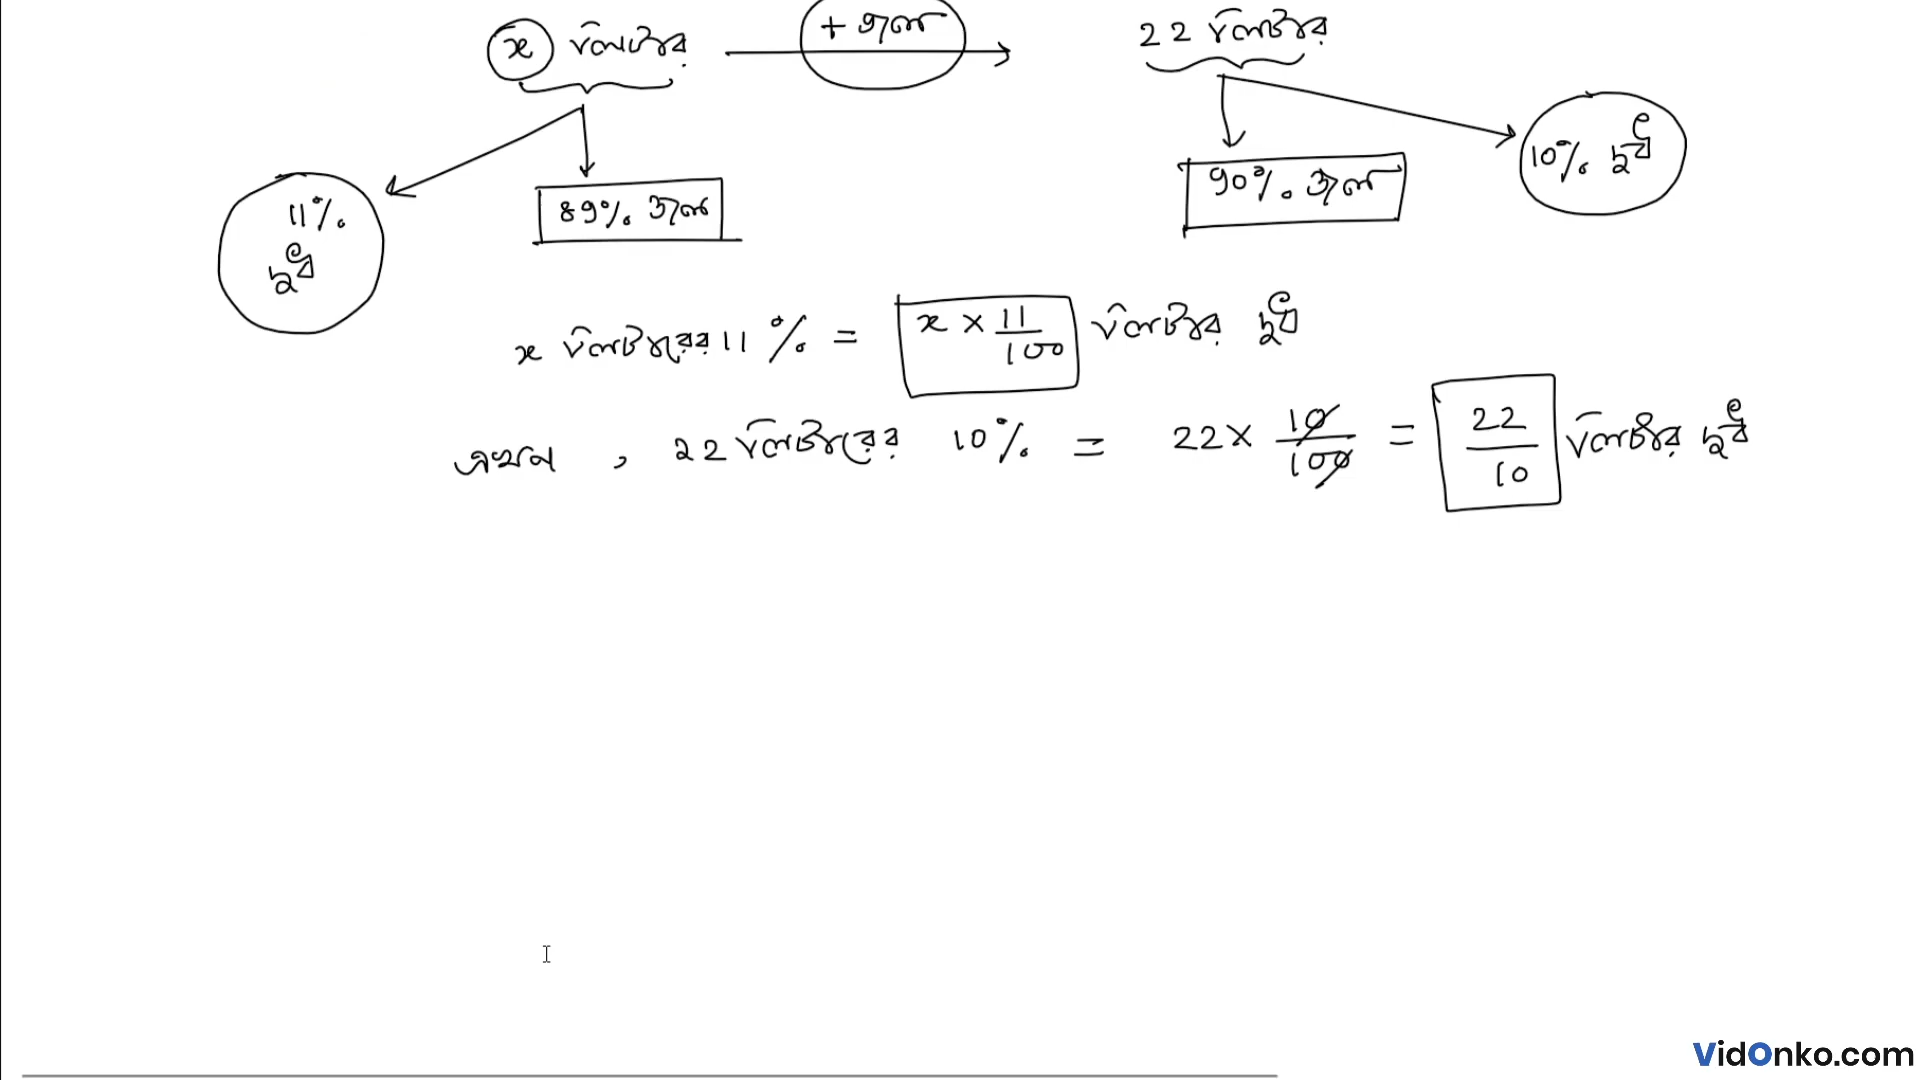 x লিটার + জল 22 লিটার
11% দুধ 89% জল 90% জল 10% দুধ
x লিটারের 11% = x × 11/100 লিটার দুধ
এখন, 22 লিটারের 10% = 22 × 10/100 = 22/10 লিটার দুধ
VidOnko.com